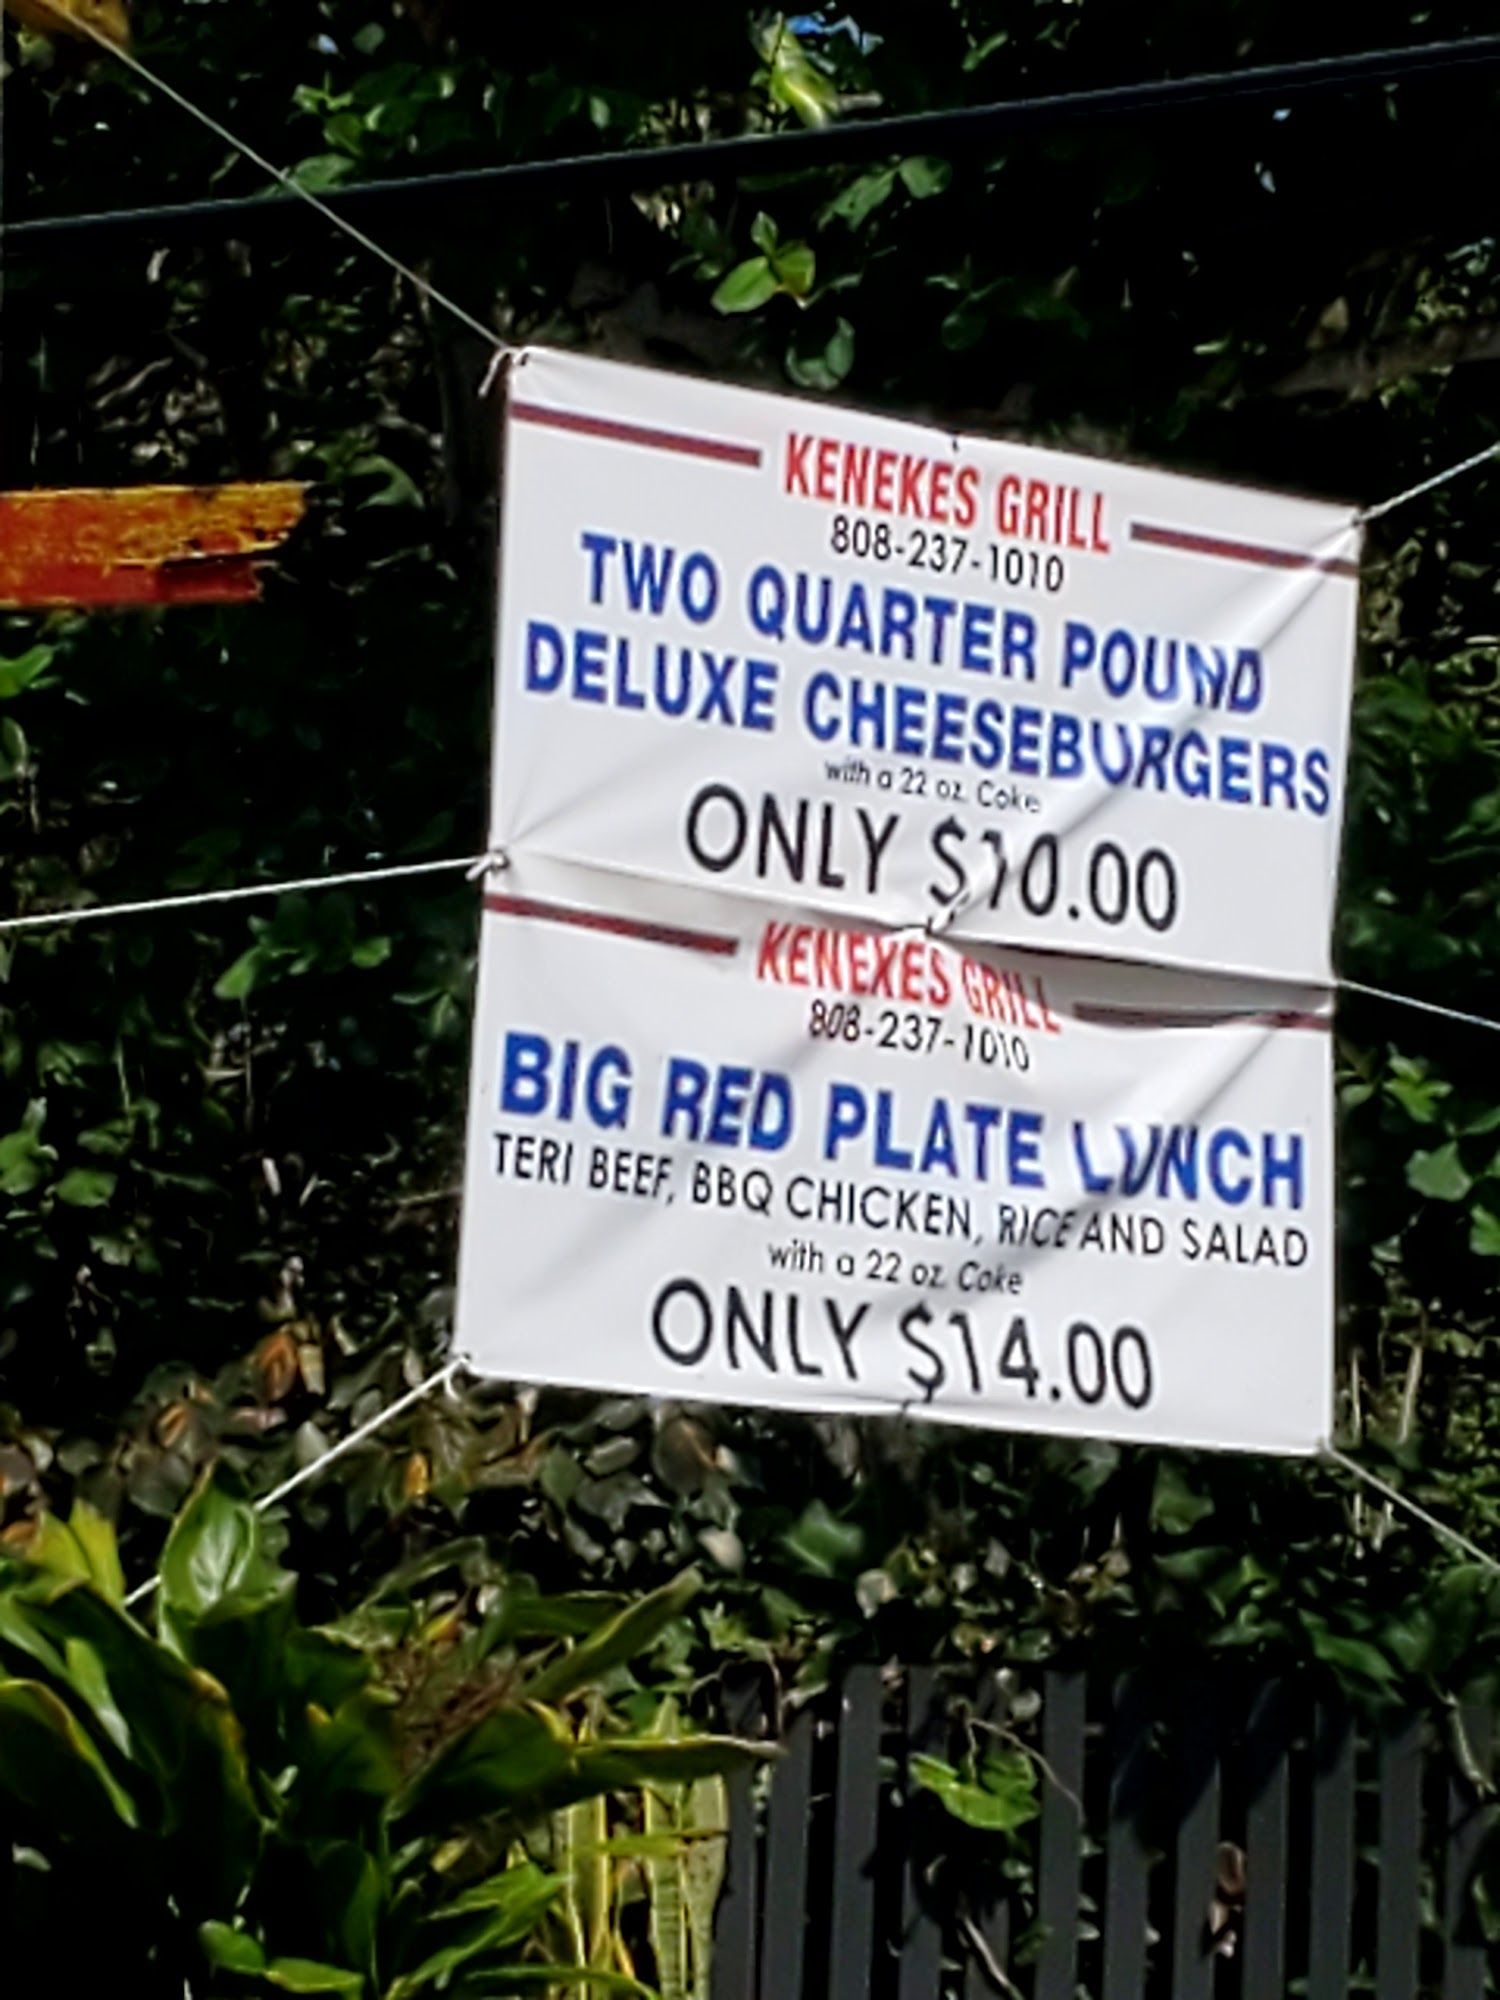 KENEKES GRILL
808-237-1010
TWO QUARTER POUND
DELUXE CHEESEBURGERS
with a 22 oz. Coke
ONLY $10.00
KENEKES GRILL
808-237-1010
BIG RED PLATE LUNCH
TERI BEEF, BBQ CHICKEN, RICE AND SALAD
with a 22 oz. Coke
ONLY $14.00